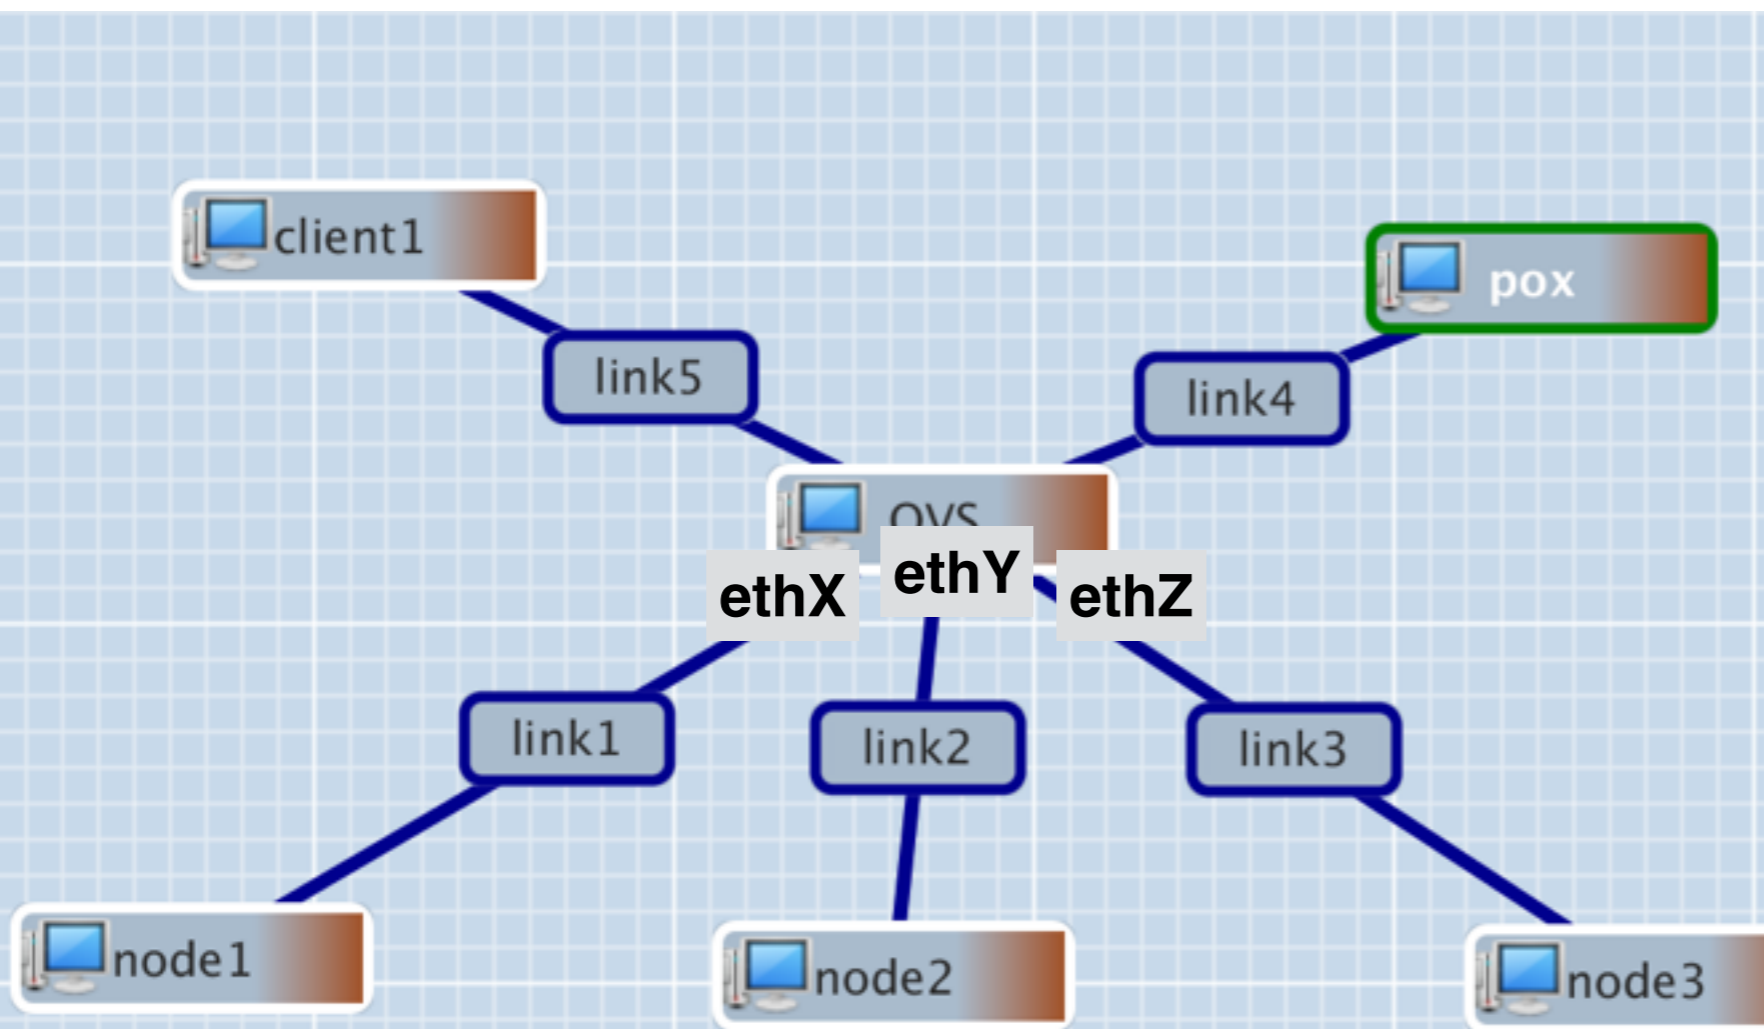 client1
pox
link5
link4
OVS
ethX
ethY
ethZ
link1
link2
link3
node1
node2
node3